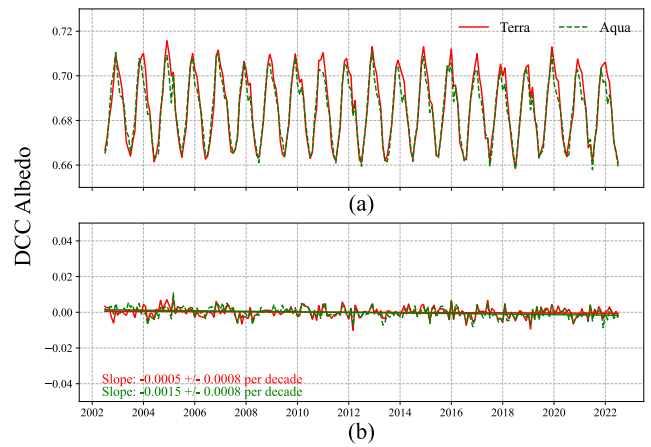 Terra
Aqua
0.72
0.70
0.68
0.66
(a)
DCC Albedo
0.04
0.02
0.00
−0.02
−0.04
Slope: -0.0005 +/- 0.0008 per decade
Slope: -0.0015 +/- 0.0008 per decade
2002 2004 2006 2008 2010 2012 2014 2016 2018 2020 2022
(b)